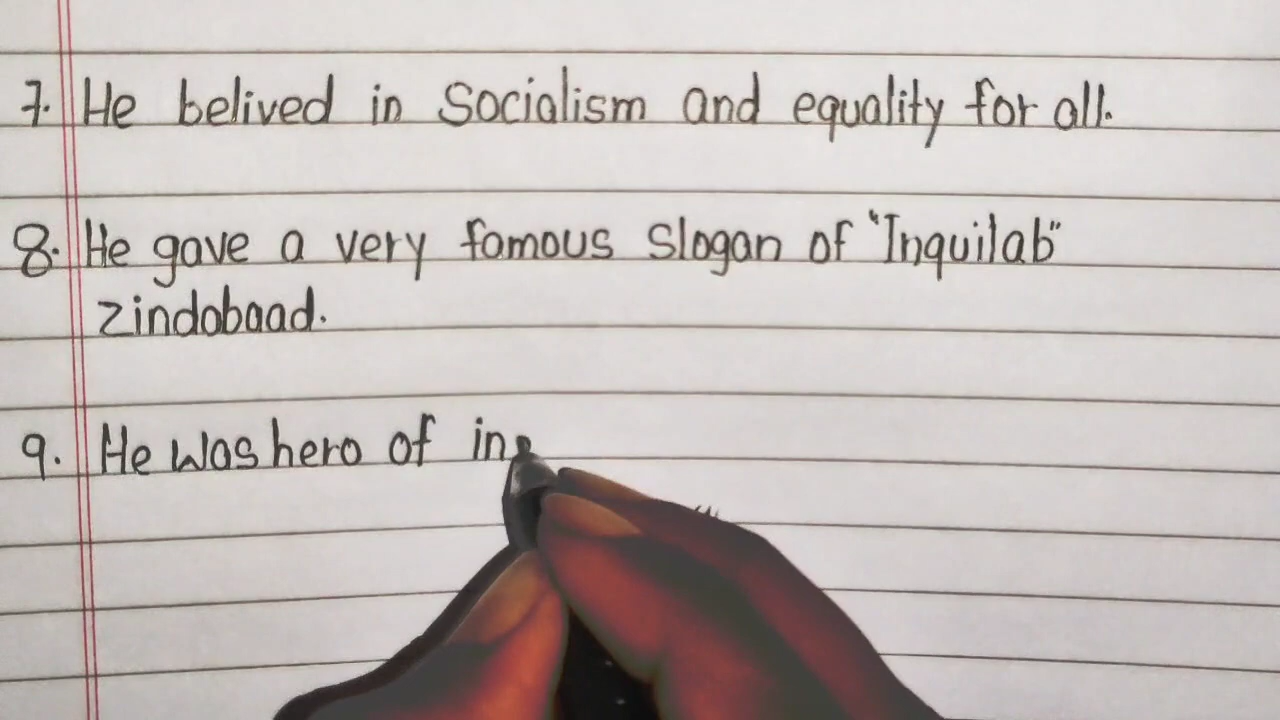 7. He belived in Socialism and equality for all.
8. He gave a very famous Slogan of "Inquilab"
zindabaad.
9. He was hero of in